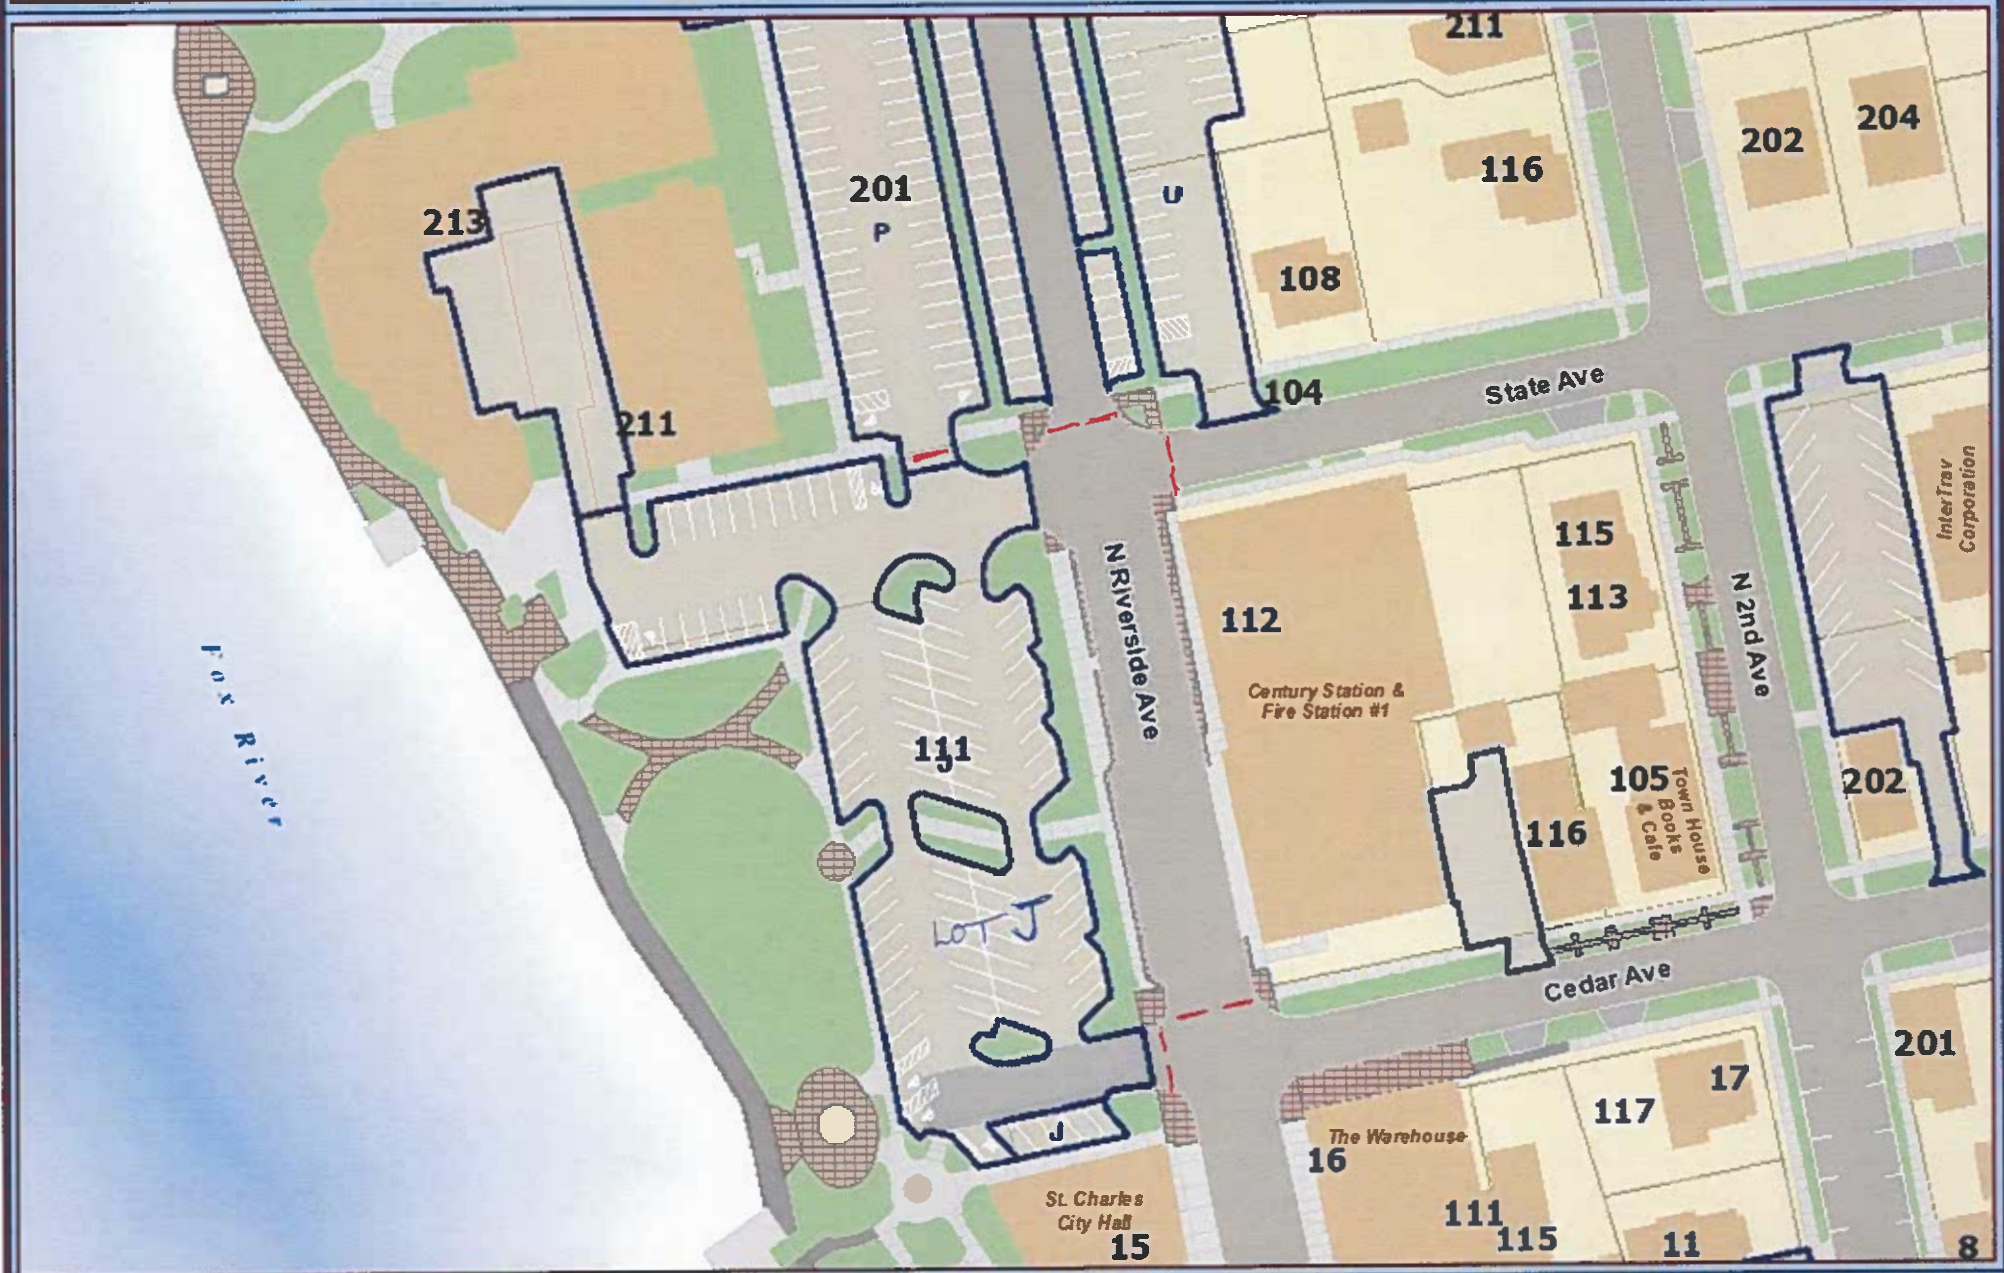 211
202
204
116
201
P
U
213
108
104
State Ave
211
InterTrav
Corporation
115
113
N Riverside Ave
N 2nd Ave
112
Century Station &
Fire Station #1
Fox River
111
J
105
Town House
Books
& Cafe
202
116
LOT J
Cedar Ave
201
17
117
J
The Warehouse
16
St. Charles
City Hall
15
111
115
11
8